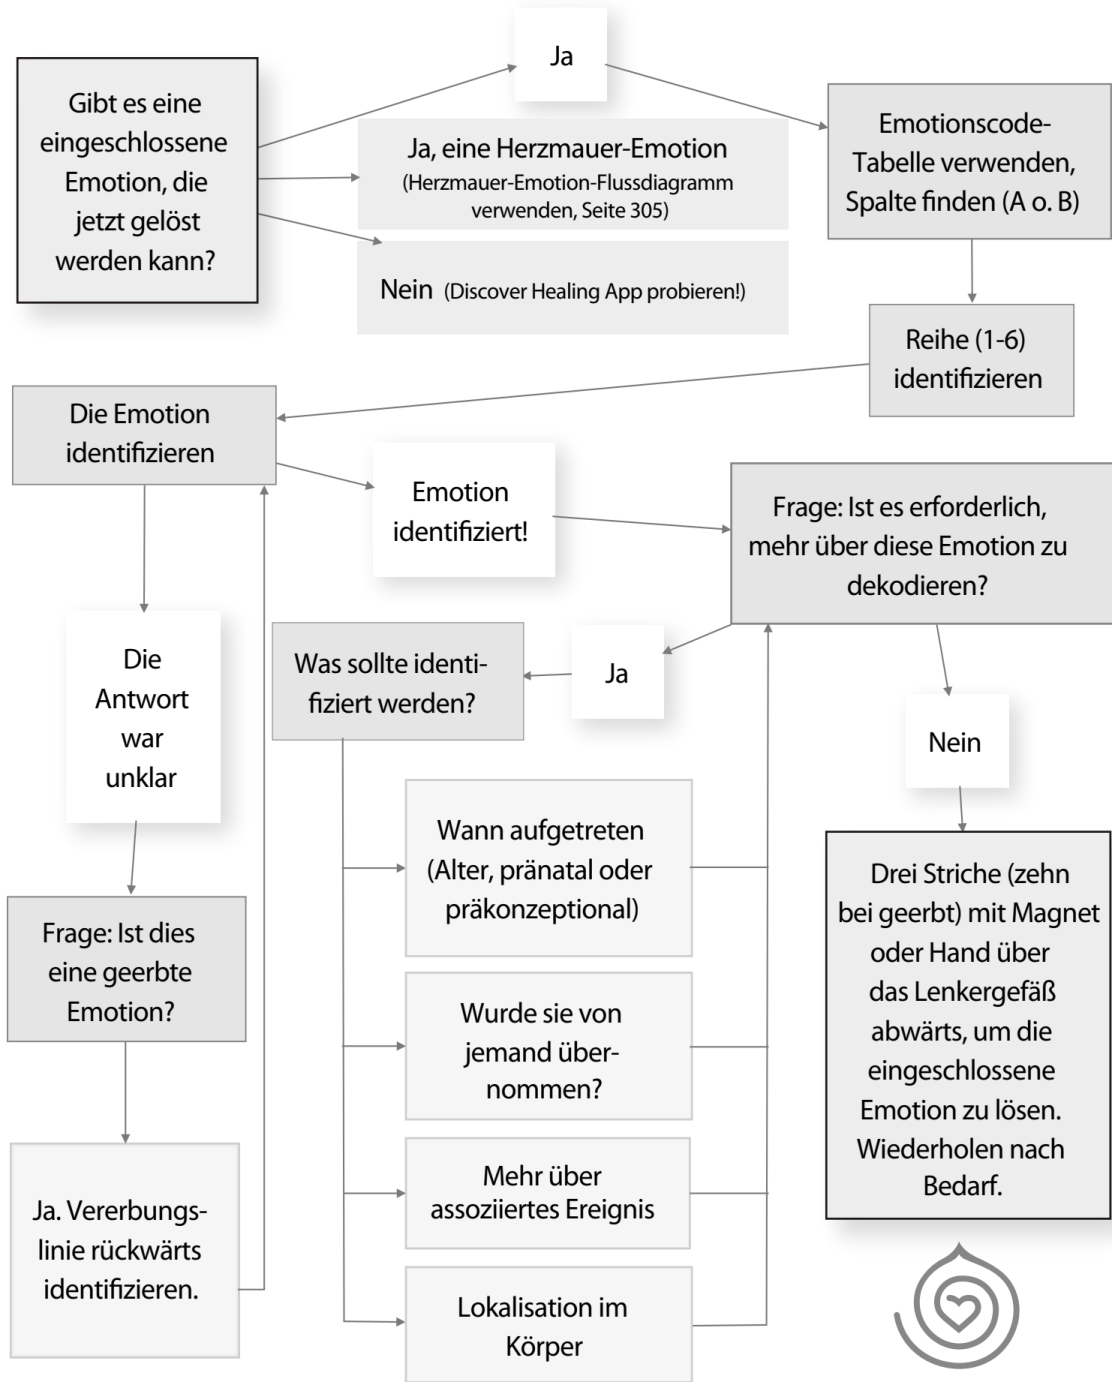 Ja
Gibt es eine
eingeschlossene
Emotion, die
jetzt gelöst
werden kann?
Ja, eine Herzmauer-Emotion
(Herzmauer-Emotion-Flussdiagramm
verwenden, Seite 305)
Nein (Discover Healing App probieren!)
Emotionscode-
Tabelle verwenden,
Spalte finden (A o. B)
Reihe (1-6)
identifizieren
Die Emotion
identifizieren
Emotion
identifiziert!
Frage: Ist es erforderlich,
mehr über diese Emotion zu
dekodieren?
Die
Antwort
war
unklar
Was sollte identi-
fiziert werden?
Ja
Nein
Frage: Ist dies
eine geerbte
Emotion?
Ja. Vererbungs-
linie rückwärts
identifizieren.
Wann aufgetreten
(Alter, pränatal oder
präkonzeptional)
Wurde sie von
jemand über-
nommen?
Mehr über
assoziiertes Ereignis
Lokalisation im
Körper
Drei Striche (zehn
bei geerbt) mit Magnet
oder Hand über
das Lenkergefäß
abwärts, um die
eingeschlossene
Emotion zu lösen.
Wiederholen nach
Bedarf.